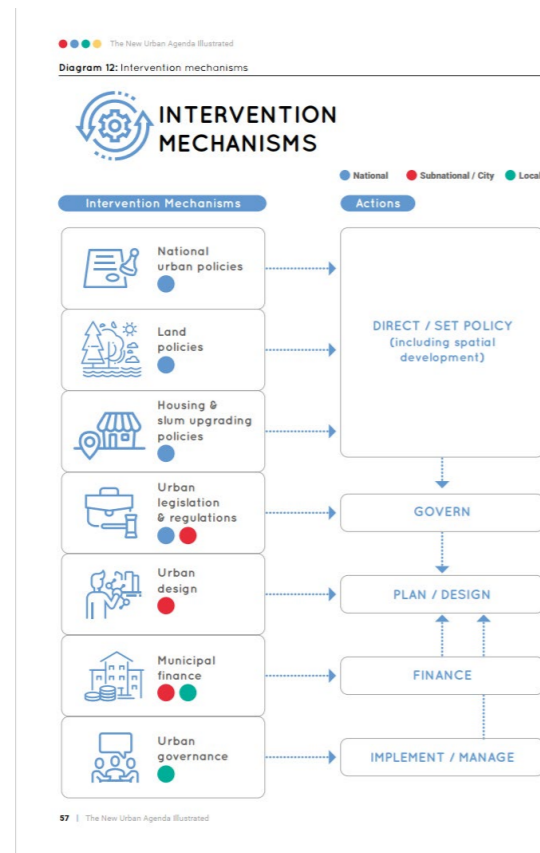 The New Urban Agenda Illustrated
Diagram 12: Intervention mechanisms
INTERVENTION
MECHANISMS
National Subnational / City Local
Intervention Mechanisms
Actions
National
urban policies
Land
policies
Housing &
slum upgrading
policies
Urban
legislation
& regulations
Urban
design
Municipal
finance
Urban
governance
DIRECT / SET POLICY
(including spatial
development)
GOVERN
PLAN / DESIGN
FINANCE
IMPLEMENT / MANAGE
57 | The New Urban Agenda Illustrated